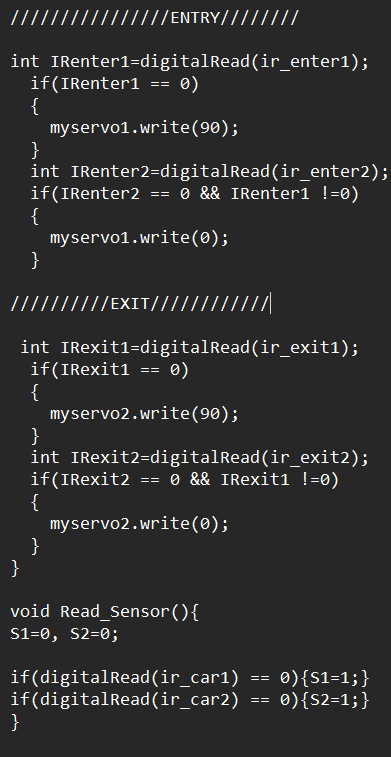 ////////////////ENTRY////////
int IRenter1=digitalRead(ir_enter1);
if(IRenter1 == 0)
{
myservo1.write(90);
}
int IRenter2=digitalRead(ir_enter2);
if(IRenter2 == 0 && IRenter1 !=0)
{
myservo1.write(0);
}
//////////EXIT////////////
int IRexit1=digitalRead(ir_exit1);
if(IRexit1 == 0)
{
myservo2.write(90);
}
int IRexit2=digitalRead(ir_exit2);
if(IRexit2 == 0 && IRexit1 !=0)
{
myservo2.write(0);
}
}
void Read_Sensor(){
S1=0, S2=0;
if(digitalRead(ir_car1) == 0){S1=1;}
if(digitalRead(ir_car2) == 0){S2=1;}
}